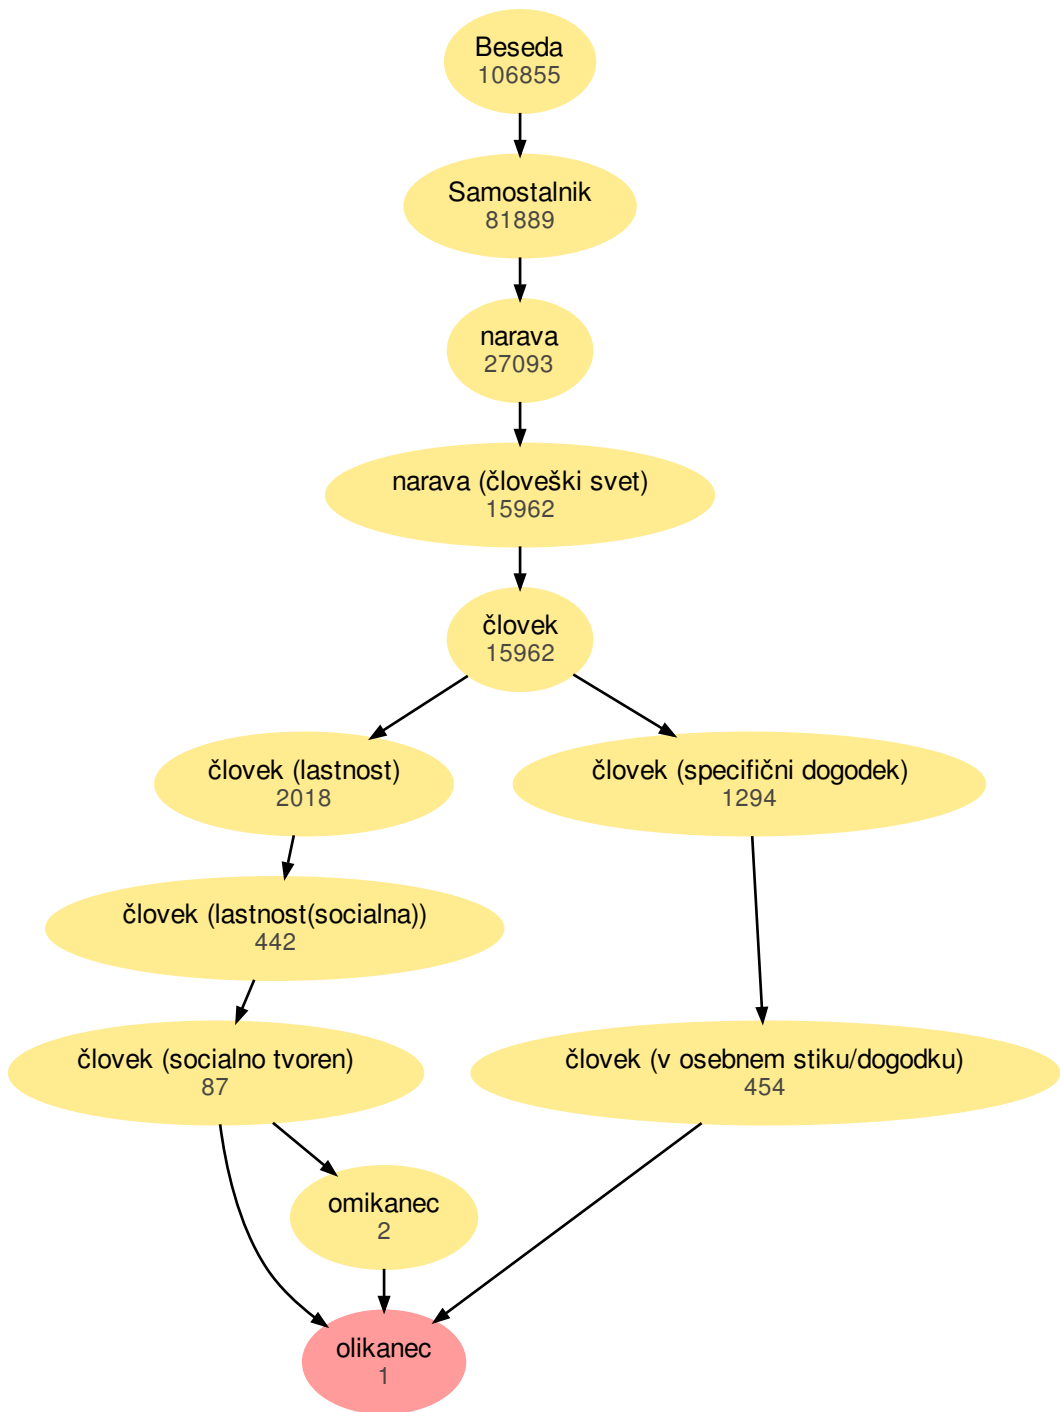 Beseda
106855
Samostalnik
81889
narava
27093
narava (človeški svet)
15962
človek
15962
človek (lastnost)
2018
človek (specifični dogodek)
1294
človek (lastnost(socialna))
442
človek (socialno tvoren)
87
človek (v osebnem stiku/dogodku)
454
omikanec
2
olikanec
1